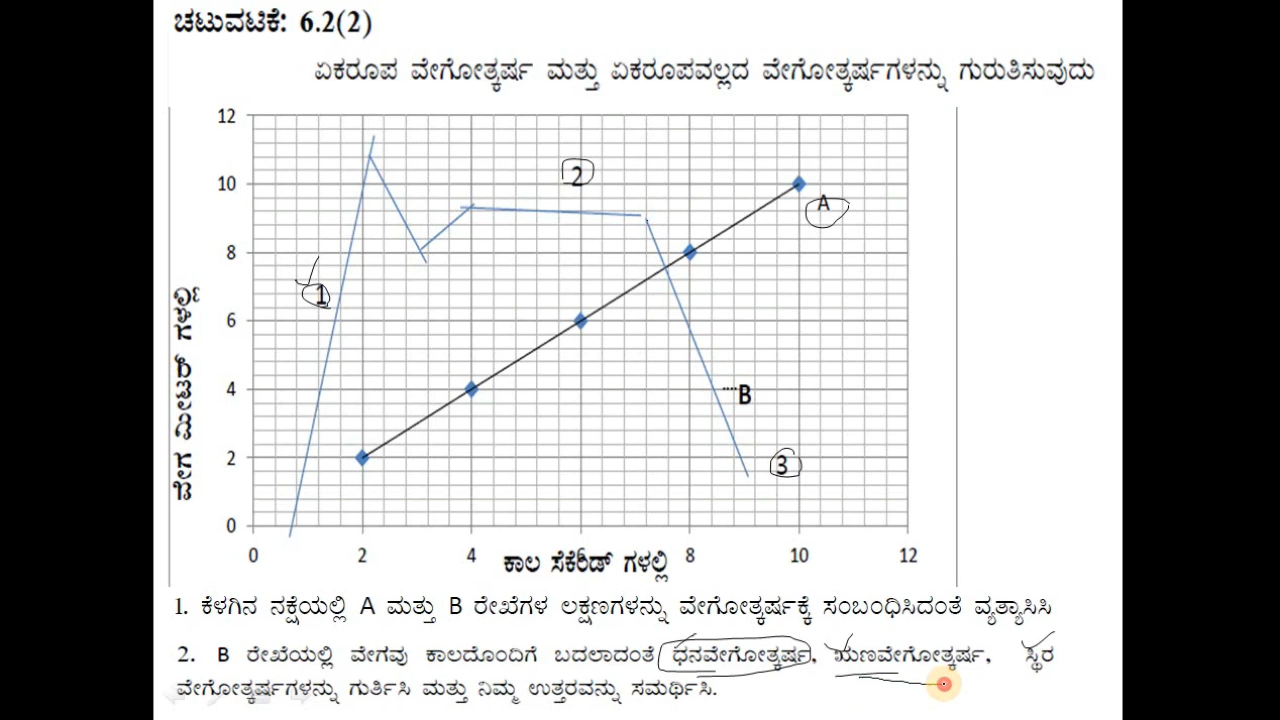 ಚಟುವಟಿಕೆ: 6.2(2)
ಏಕರೂಪ ವೇಗೋತ್ಕರ್ಷ ಮತ್ತು ಏಕರೂಪವಲ್ಲದ ವೇಗೋತ್ಕರ್ಷಗಳನ್ನು ಗುರುತಿಸುವುದು
12
10
8
6
4
2
0
ವೇಗ ಮೀಟರ್ ಗಳಲ್ಲಿ
1
2
A
B
3
0 2 4 6 8 10 12
ಕಾಲ ಸೆಕೆಂಡ್ ಗಳಲ್ಲಿ
1. ಕೆಳಗಿನ ನಕ್ಷೆಯಲ್ಲಿ A ಮತ್ತು B ರೇಖೆಗಳ ಲಕ್ಷಣಗಳನ್ನು ವೇಗೋತ್ಕರ್ಷಕ್ಕೆ ಸಂಬಂಧಿಸಿದಂತೆ ವ್ಯತ್ಯಾಸಿಸಿ
2. B ರೇಖೆಯಲ್ಲಿ ವೇಗವು ಕಾಲದೊಂದಿಗೆ ಬದಲಾದಂತೆ ಧನವೇಗೋತ್ಕರ್ಷ, ಋಣವೇಗೋತ್ಕರ್ಷ, ಸ್ಥಿರ
ವೇಗೋತ್ಕರ್ಷಗಳನ್ನು ಗುರ್ತಿಸಿ ಮತ್ತು ನಿಮ್ಮ ಉತ್ತರವನ್ನು ಸಮರ್ಥಿಸಿ.